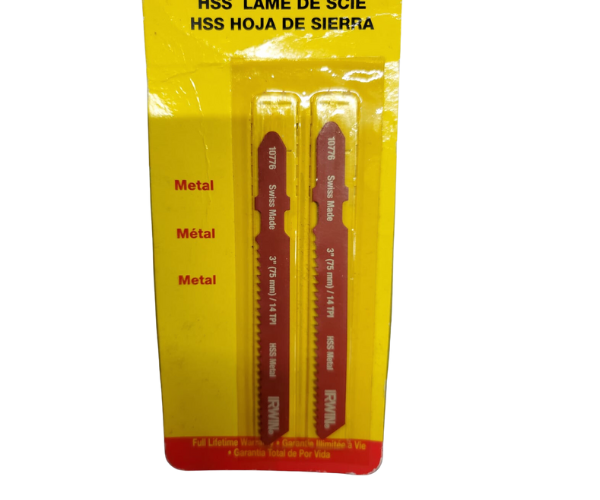 HSS LAME DE SCIE
HSS HOJA DE SIERRA
Metal
Métal
Metal
10776 Swiss Made 3" (75 mm) / 14 TPI HSS Metal IRWIN
10776 Swiss Made 3" (75 mm) / 14 TPI HSS Metal IRWIN
Full Lifetime Warranty • Garantie Illimitée à Vie
• Garantía Total de Por Vida